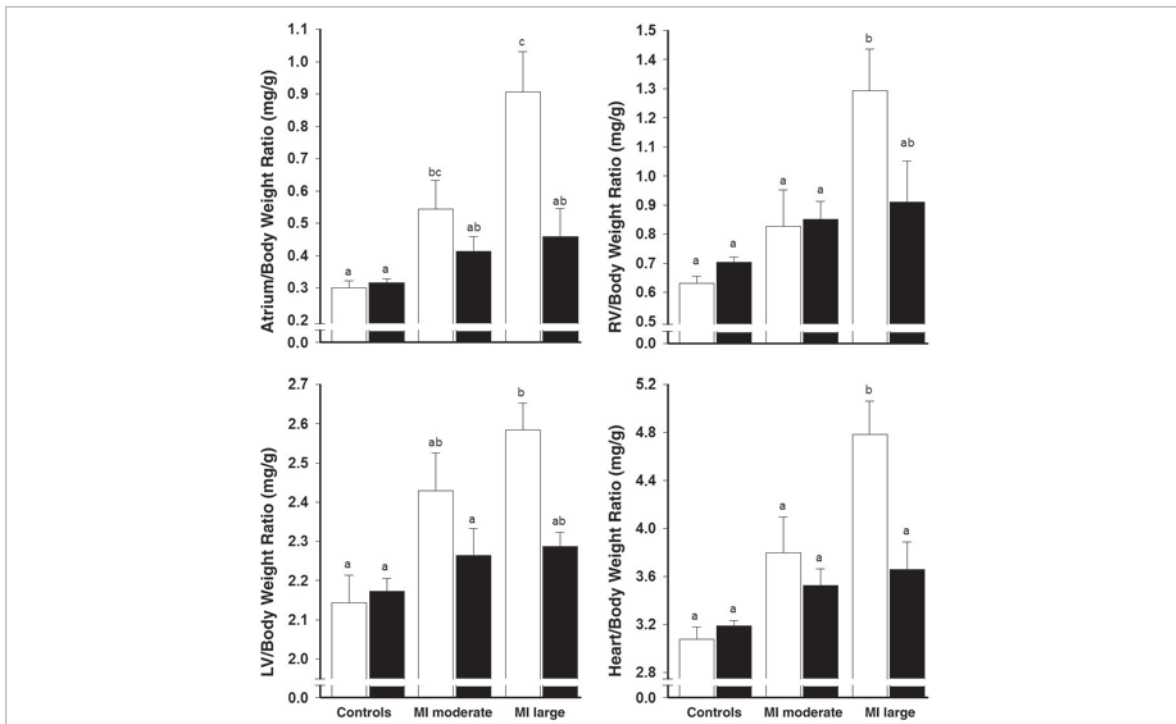 Atrium/Body Weight Ratio (mg/g)
1.1
1.0
0.9
0.8
0.7
0.6
0.5
0.4
0.3
0.2
0.0
a
a
bc
ab
c
ab
RV/Body Weight Ratio (mg/g)
1.5
1.4
1.3
1.2
1.1
1.0
0.9
0.8
0.7
0.6
0.5
0.0
a
a
a
a
b
ab
LV/Body Weight Ratio (mg/g)
2.7
2.6
2.5
2.4
2.3
2.2
2.1
2.0
0.0
a
a
ab
a
b
ab
Controls
MI moderate
MI large
Heart/Body Weight Ratio (mg/g)
5.2
4.8
4.4
4.0
3.6
3.2
2.8
0.0
a
a
a
a
b
a
Controls
MI moderate
MI large